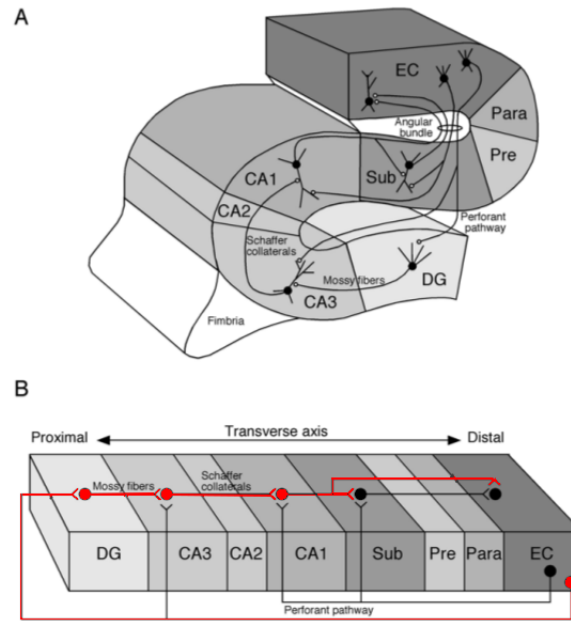 A
EC
Para
Angular
bundle
Pre
CA1
Sub
CA2
Perforant
pathway
Schaffer
collaterals
Mossy fibers
DG
CA3
Fimbria
B
Proximal
Transverse axis
Distal
Mossy fibers
Schaffer
collaterals
DG
CA3
CA2
CA1
Sub
Pre
Para
EC
Perforant pathway